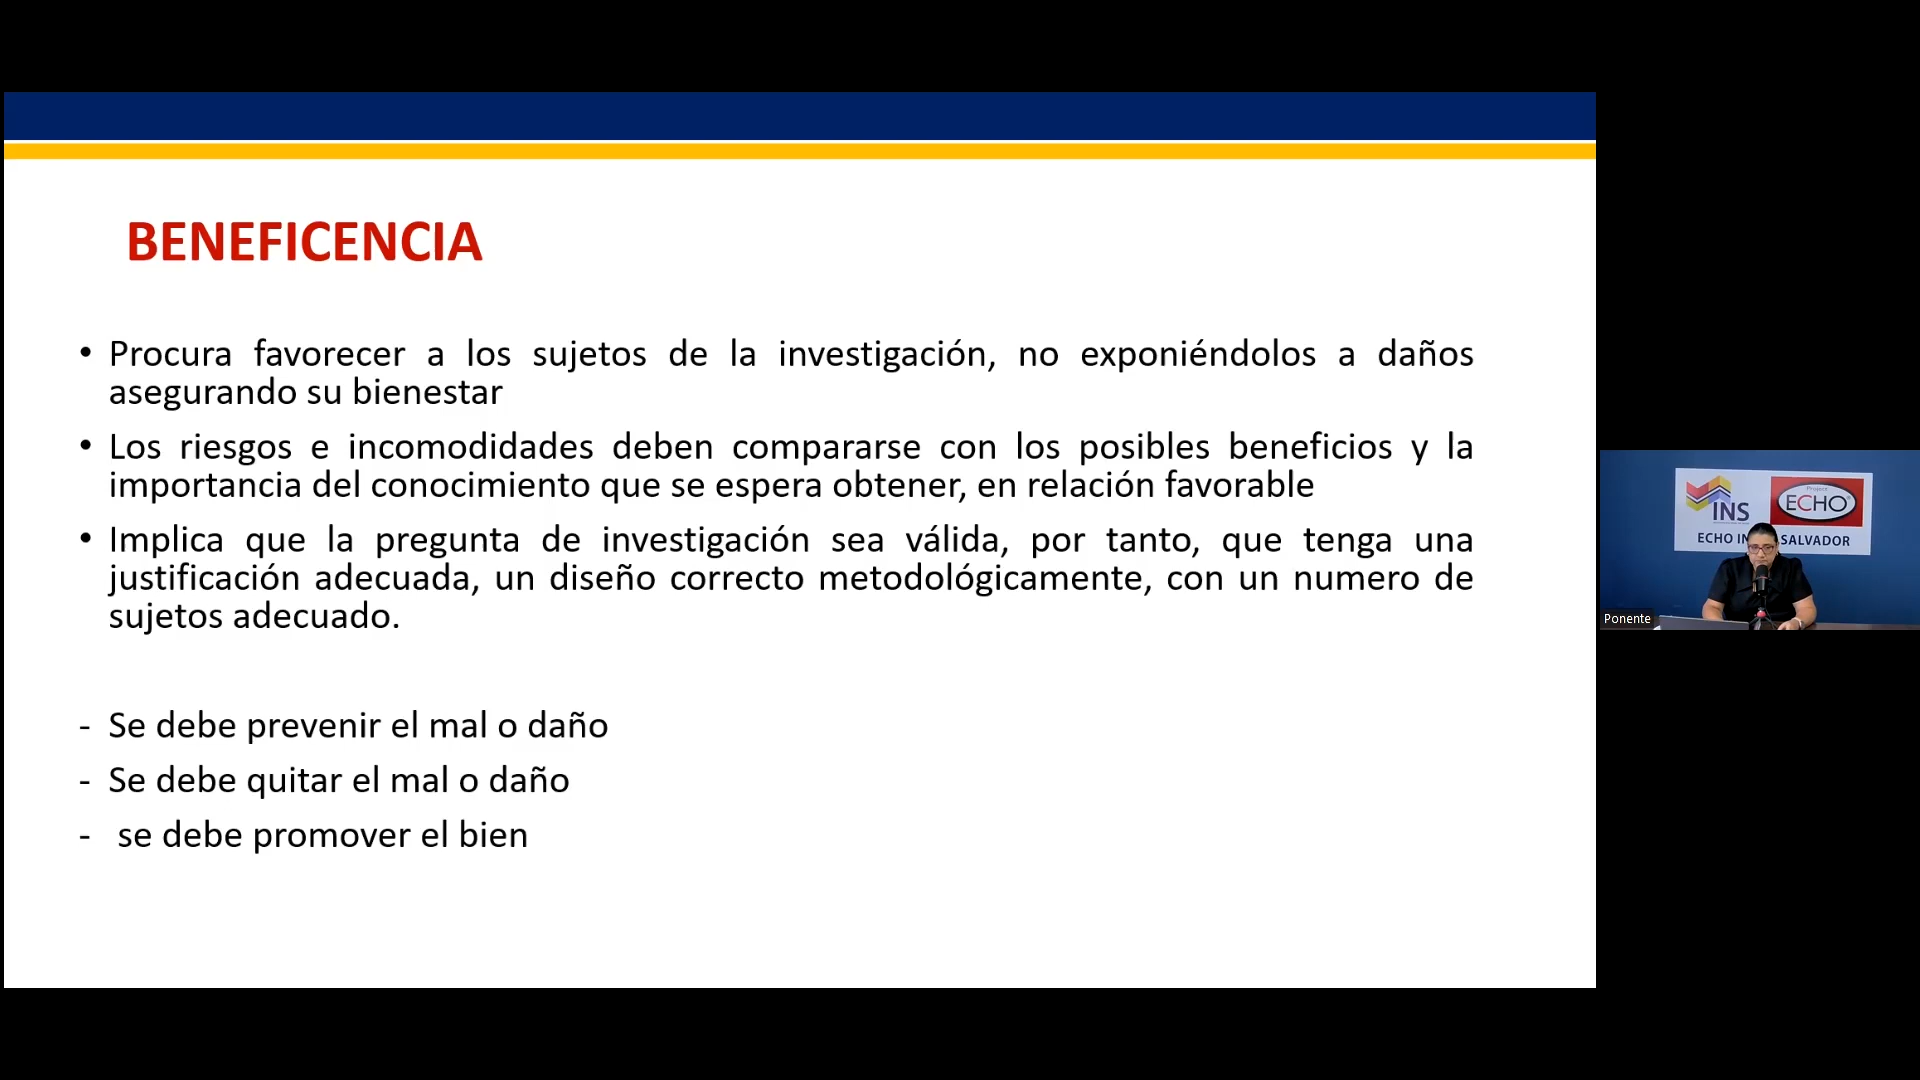 BENEFICENCIA
• Procura favorecer a los sujetos de la investigación, no exponiéndolos a daños
asegurando su bienestar
• Los riesgos e incomodidades deben compararse con los posibles beneficios y la
importancia del conocimiento que se espera obtener, en relación favorable
• Implica que la pregunta de investigación sea válida, por tanto, que tenga una
justificación adecuada, un diseño correcto metodológicamente, con un numero de
sujetos adecuado.
- Se debe prevenir el mal o daño
- Se debe quitar el mal o daño
- se debe promover el bien
INS
Project
ECHO
ECHO IN SALVADOR
Ponente